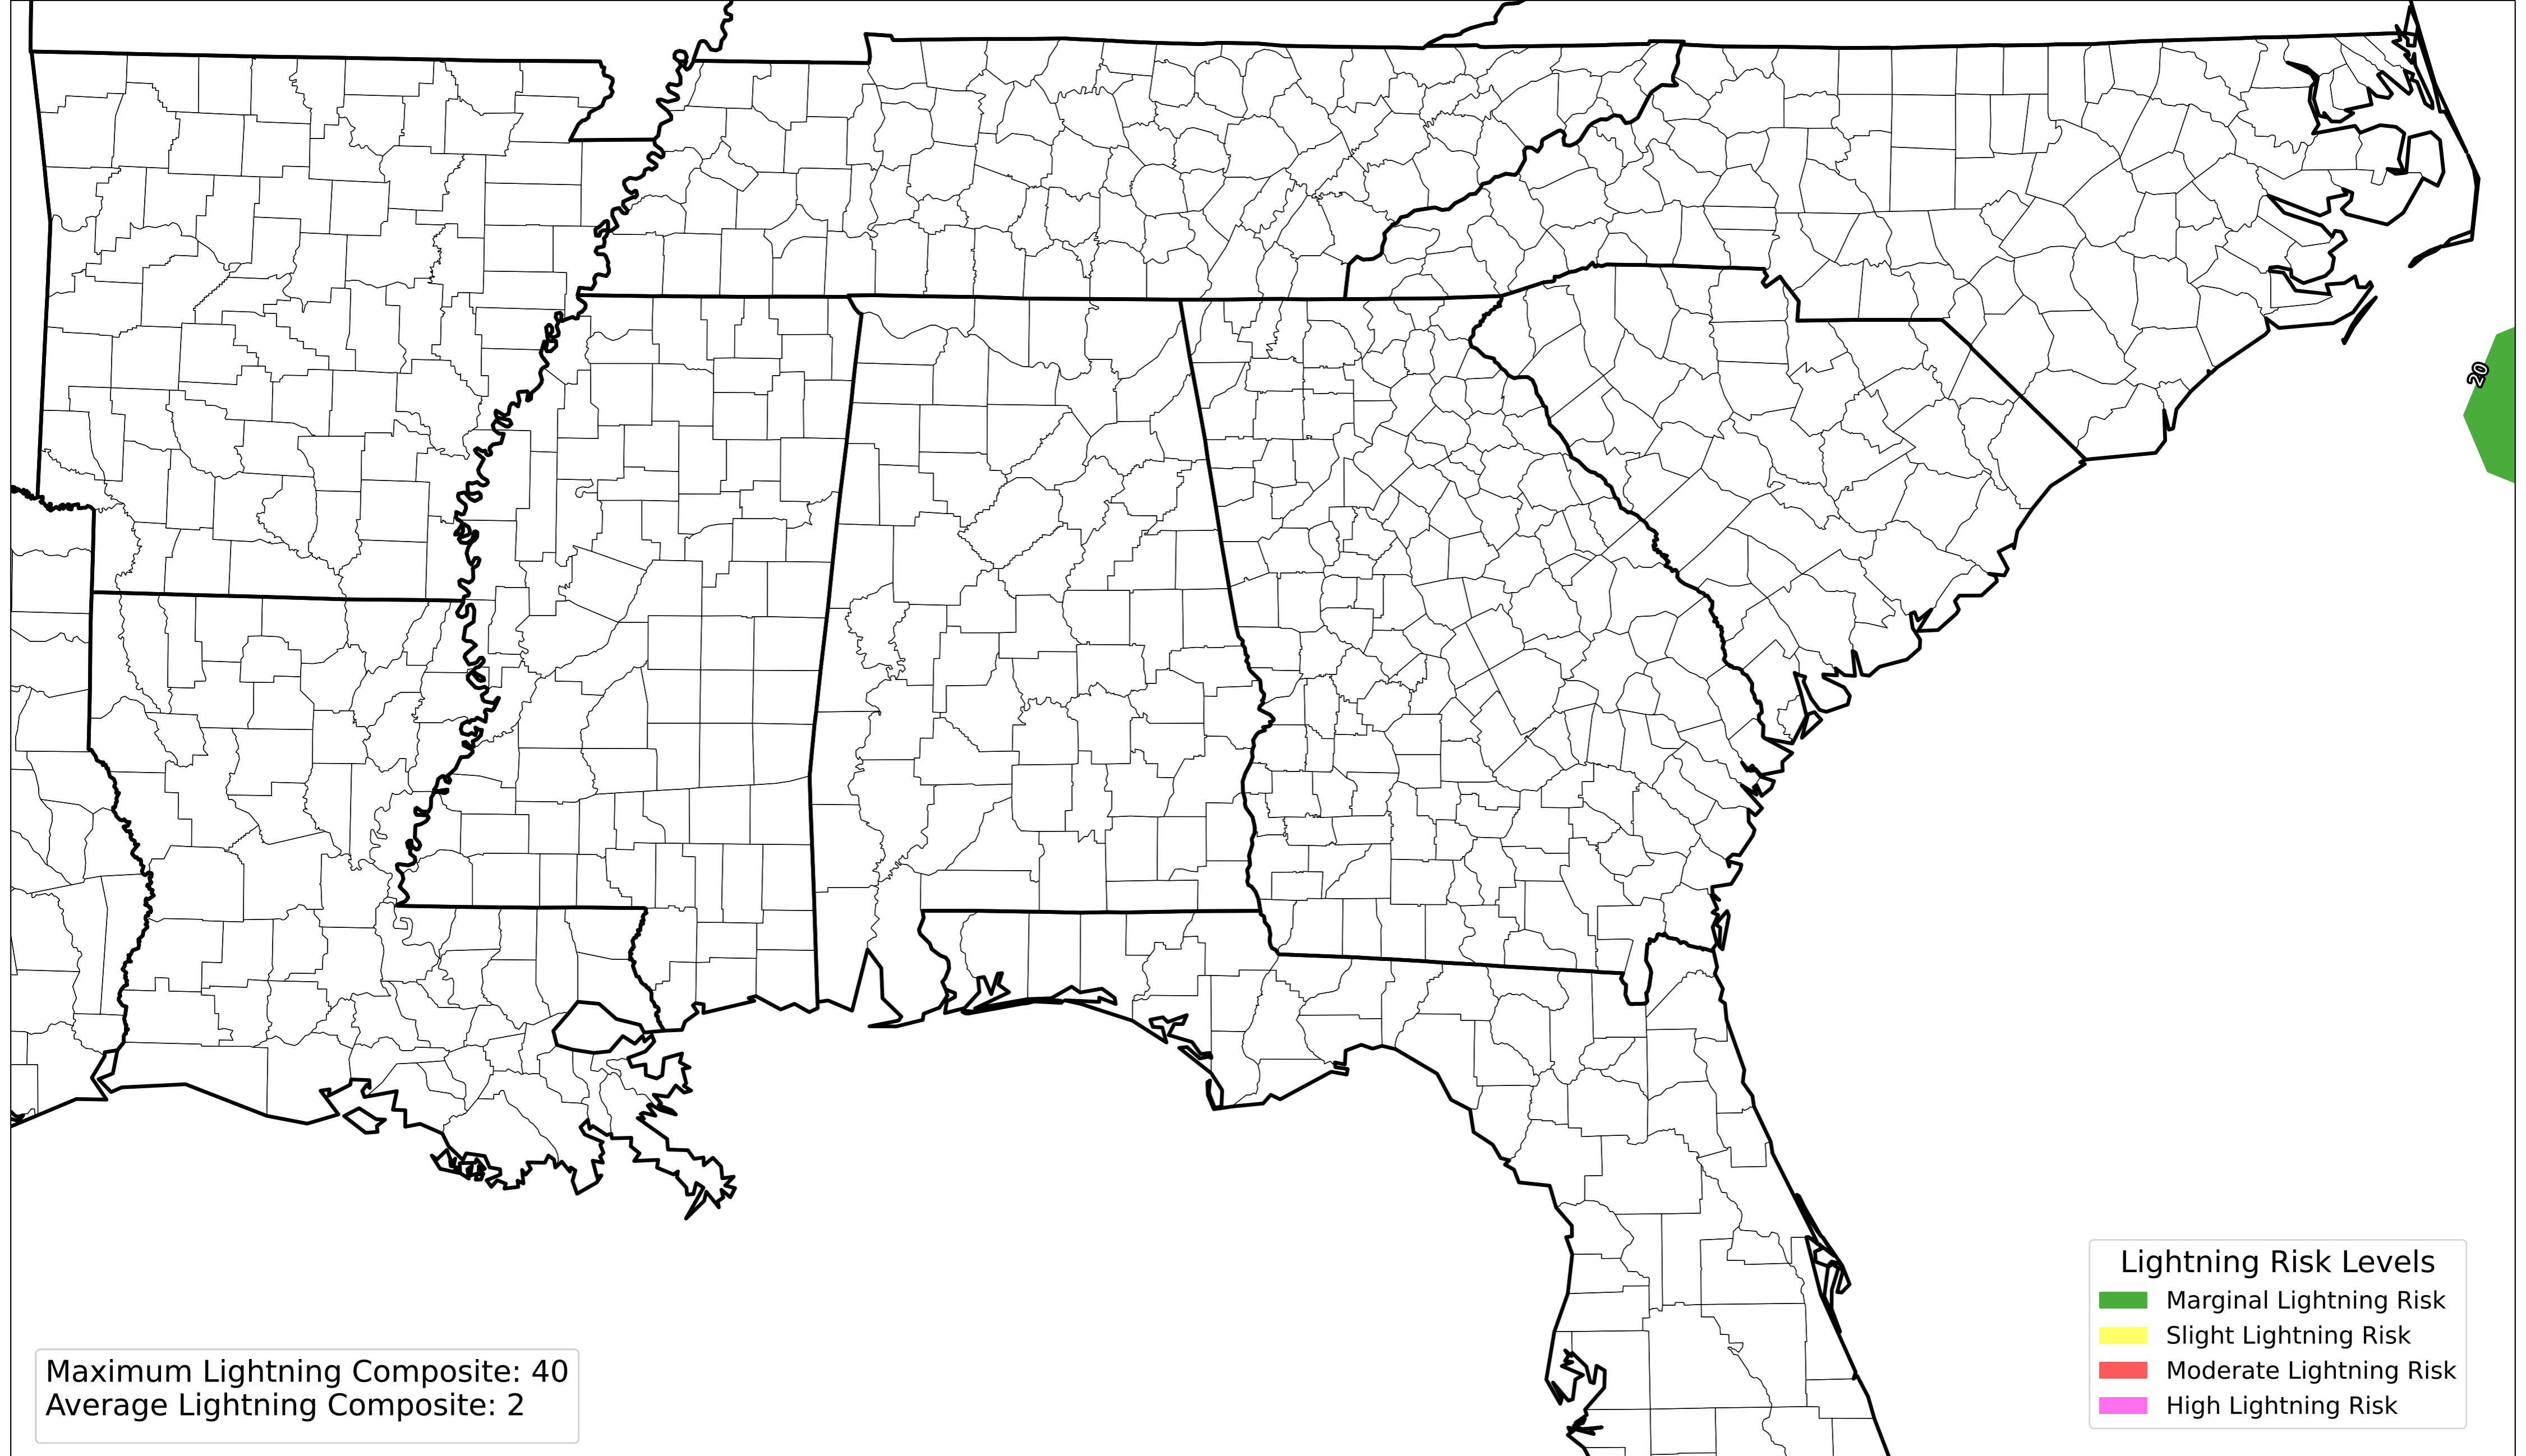 20
Lightning Risk Levels
Marginal Lightning Risk
Slight Lightning Risk
Moderate Lightning Risk
High Lightning Risk
Maximum Lightning Composite: 40
Average Lightning Composite: 2